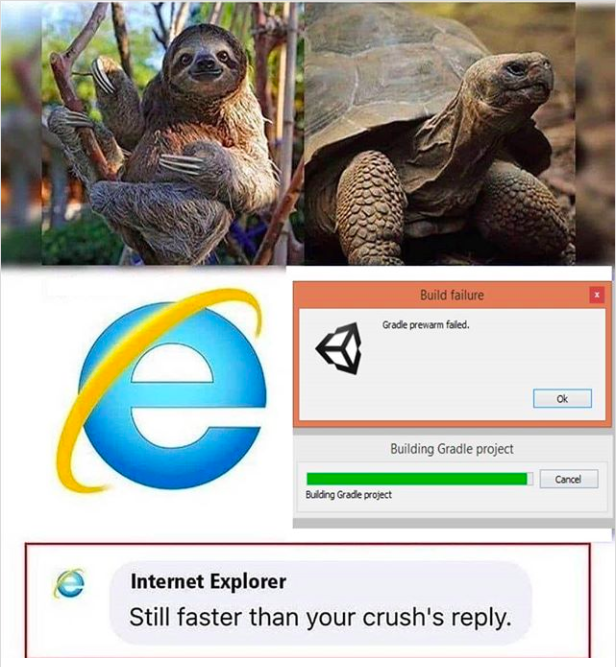 Build failure
x
Gradle prewarm failed.
Ok
Building Gradle project
Cancel
Building Gradle project
Internet Explorer
Still faster than your crush's reply.